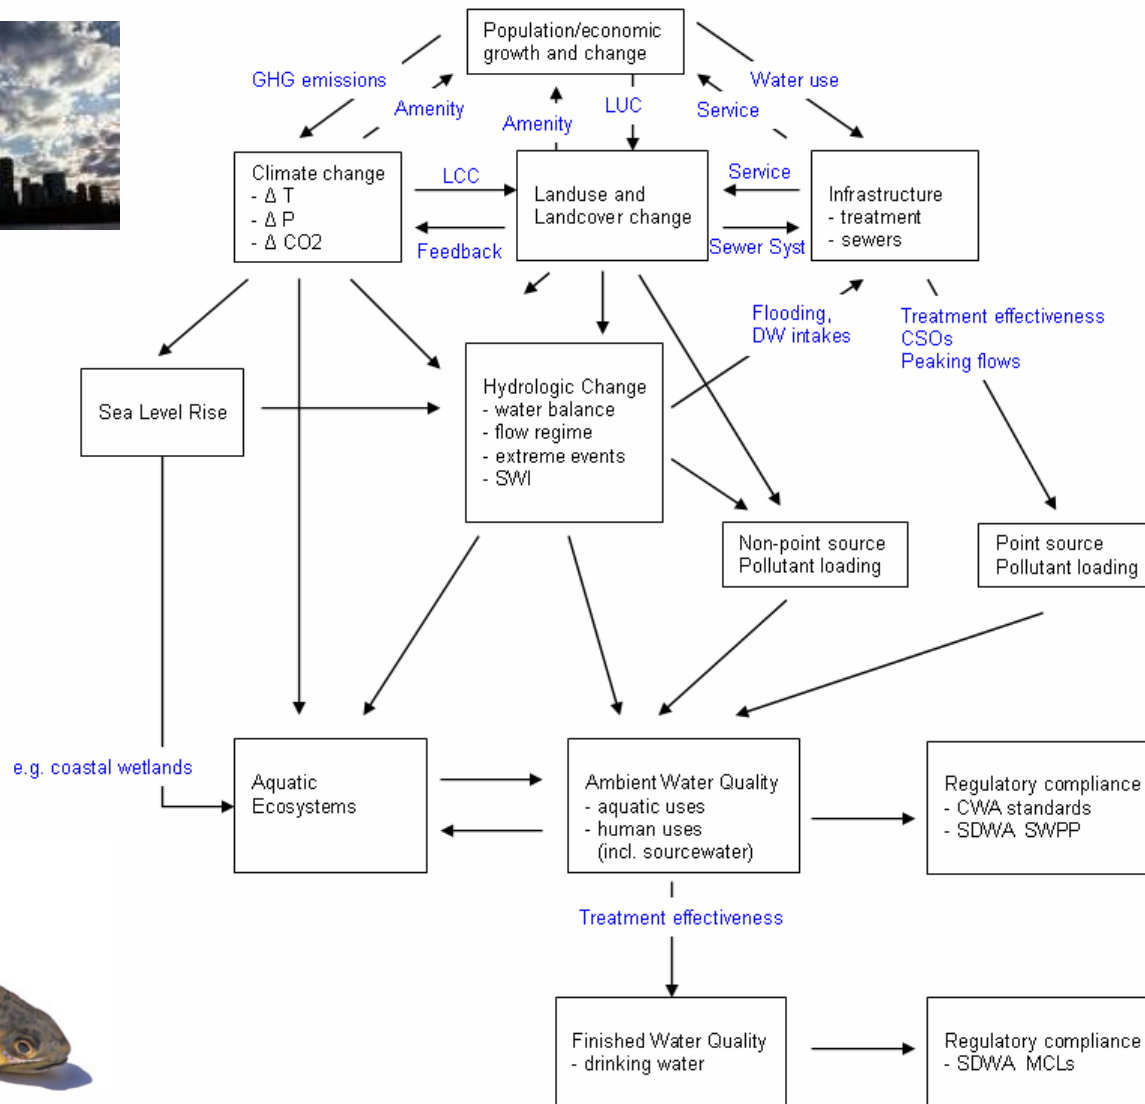 Population/economic
growth and change
GHG emissions
Water use
Amenity
LUC
Service
Amenity
Climate change
- Δ T
- Δ P
- Δ CO2
LCC
Feedback
Landuse and
Landcover change
Service
Sewer Syst
Infrastructure
- treatment
- sewers
Flooding,
DW intakes
Treatment effectiveness
CSOs
Peaking flows
Sea Level Rise
Hydrologic Change
- water balance
- flow regime
- extreme events
- SWI
Non-point source
Pollutant loading
Point source
Pollutant loading
e.g. coastal wetlands
Aquatic
Ecosystems
Ambient Water Quality
- aquatic uses
- human uses
(incl. sourcewater)
Regulatory compliance
- CWA standards
- SDWA SWPP
Treatment effectiveness
Finished Water Quality
- drinking water
Regulatory compliance
- SDWA MCLs